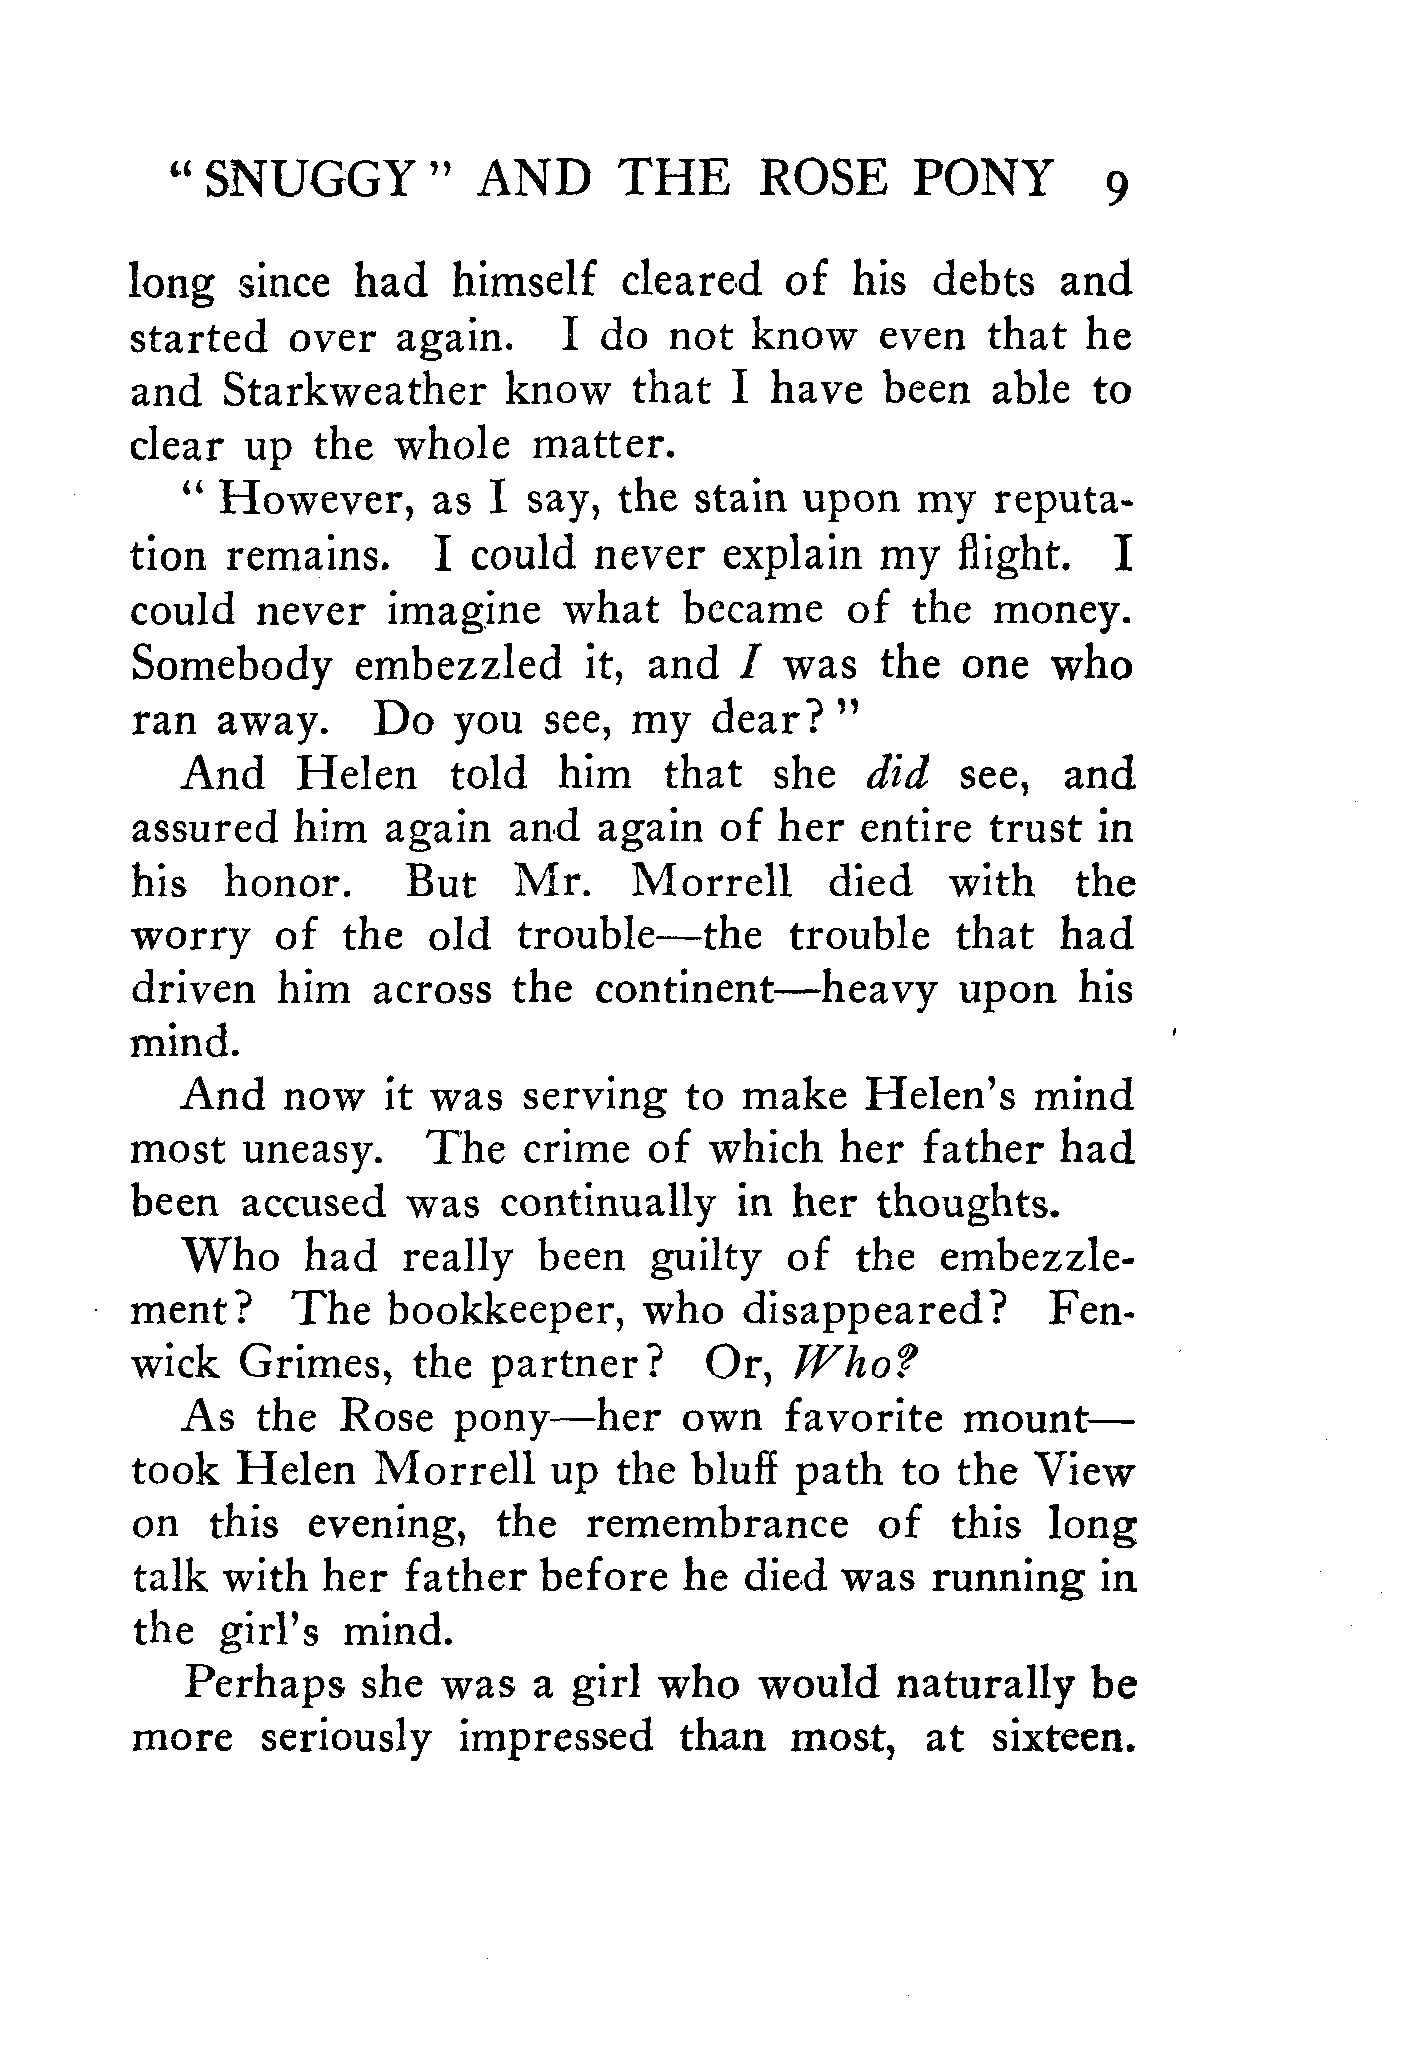 “SNUGGY” AND THE ROSE PONY 9
long since had himself cleared of his debts and
started over again. I do not know even that he
and Starkweather know that I have been able to
clear up the whole matter.
“However, as I say, the stain upon my reputa-
tion remains. I could never explain my flight. I
could never imagine what became of the money.
Somebody embezzled it, and I was the one who
ran away. Do you see, my dear?”
And Helen told him that she did see, and
assured him again and again of her entire trust in
his honor. But Mr. Morrell died with the
worry of the old trouble—the trouble that had
driven him across the continent—heavy upon his
mind.
And now it was serving to make Helen’s mind
most uneasy. The crime of which her father had
been accused was continually in her thoughts.
Who had really been guilty of the embezzle-
ment? The bookkeeper, who disappeared? Fen-
wick Grimes, the partner? Or, Who?
As the Rose pony—her own favorite mount—
took Helen Morrell up the bluff path to the View
on this evening, the remembrance of this long
talk with her father before he died was running in
the girl’s mind.
Perhaps she was a girl who would naturally be
more seriously impressed than most, at sixteen.